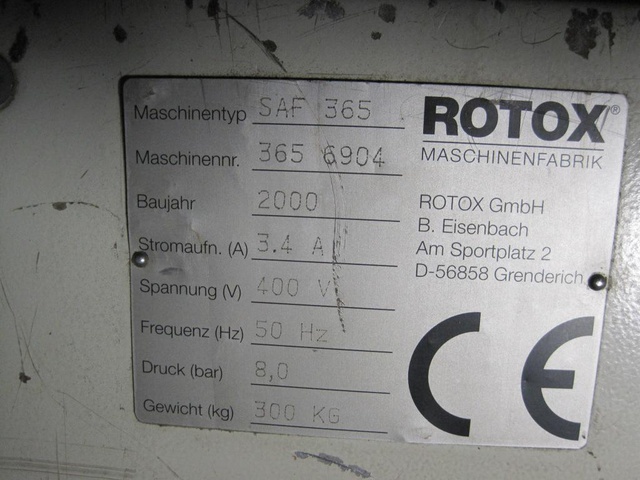 Maschinentyp SAF 365
Maschinennr. 365 6904
Baujahr 2000
Stromaufn. (A) 3.4 A
Spannung (V) 400 V
Frequenz (Hz) 50 Hz
Druck (bar) 8,0
Gewicht (kg) 300 KG
ROTOX®
MASCHINENFABRIK
ROTOX GmbH
B. Eisenbach
Am Sportplatz 2
D-56858 Grenderich
CE